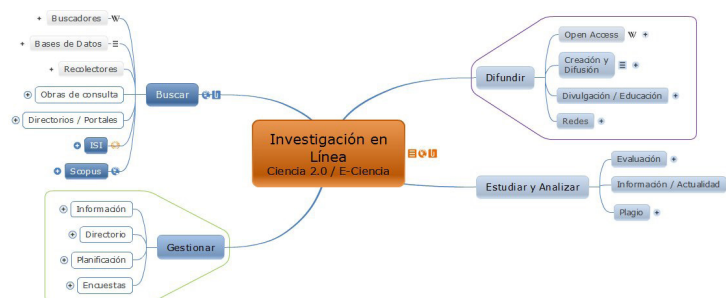 Investigación en
Línea
Ciencia 2.0 / E-Ciencia
Buscar
Buscadores
Bases de Datos
Recolectores
Obras de consulta
Directorios / Portales
ISI
Scopus
Gestionar
Información
Directorio
Planificación
Encuestas
Difundir
Open Access
Creación y
Difusión
Divulgación / Educación
Redes
Estudiar y Analizar
Evaluación
Información / Actualidad
Plagio